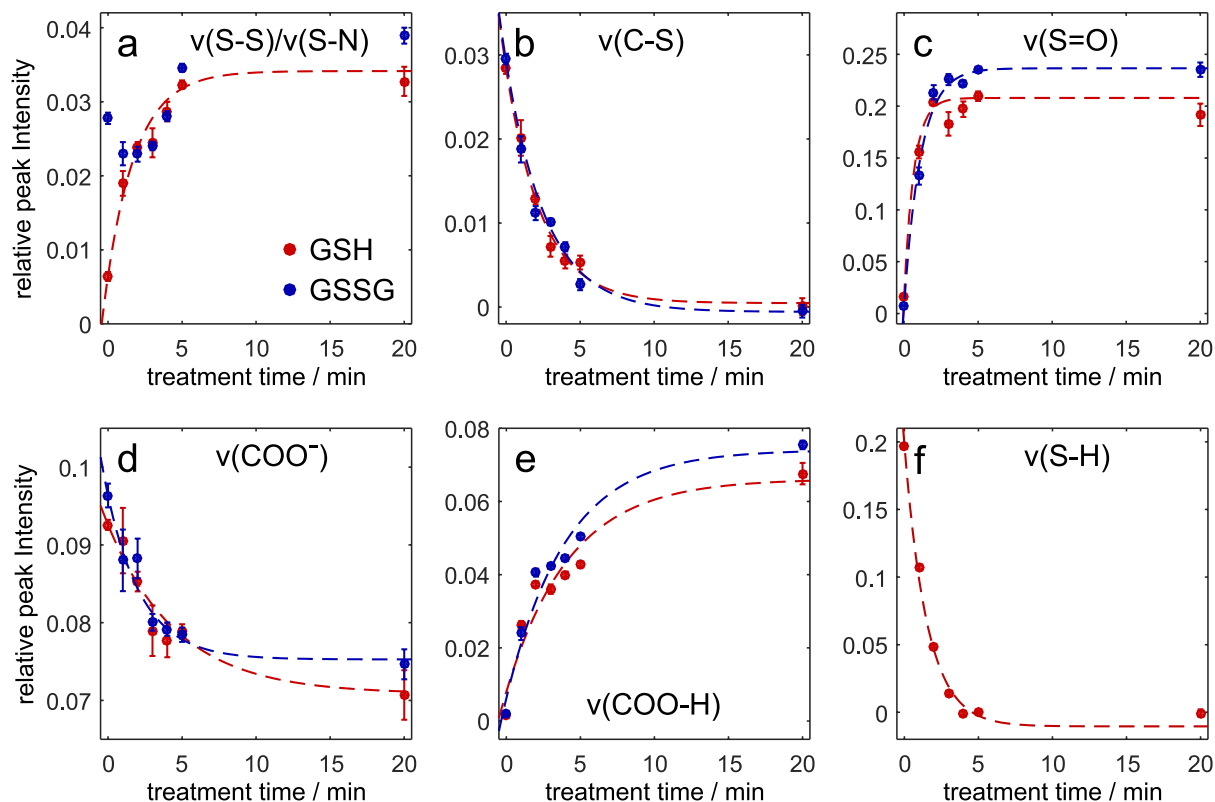 a
ν(S-S)/ν(S-N)
relative peak Intensity
0.04
0.03
0.02
0.01
0
GSH
GSSG
0 5 10 15 20
treatment time / min
b
ν(C-S)
0.03
0.02
0.01
0
0 5 10 15 20
treatment time / min
c
ν(S=O)
0.25
0.2
0.15
0.1
0.05
0
0 5 10 15 20
treatment time / min
d
ν(COO⁻)
relative peak Intensity
0.1
0.09
0.08
0.07
0 5 10 15 20
treatment time / min
e
0.08
0.06
0.04
0.02
0
ν(COO-H)
0 5 10 15 20
treatment time / min
f
ν(S-H)
0.2
0.15
0.1
0.05
0
0 5 10 15 20
treatment time / min